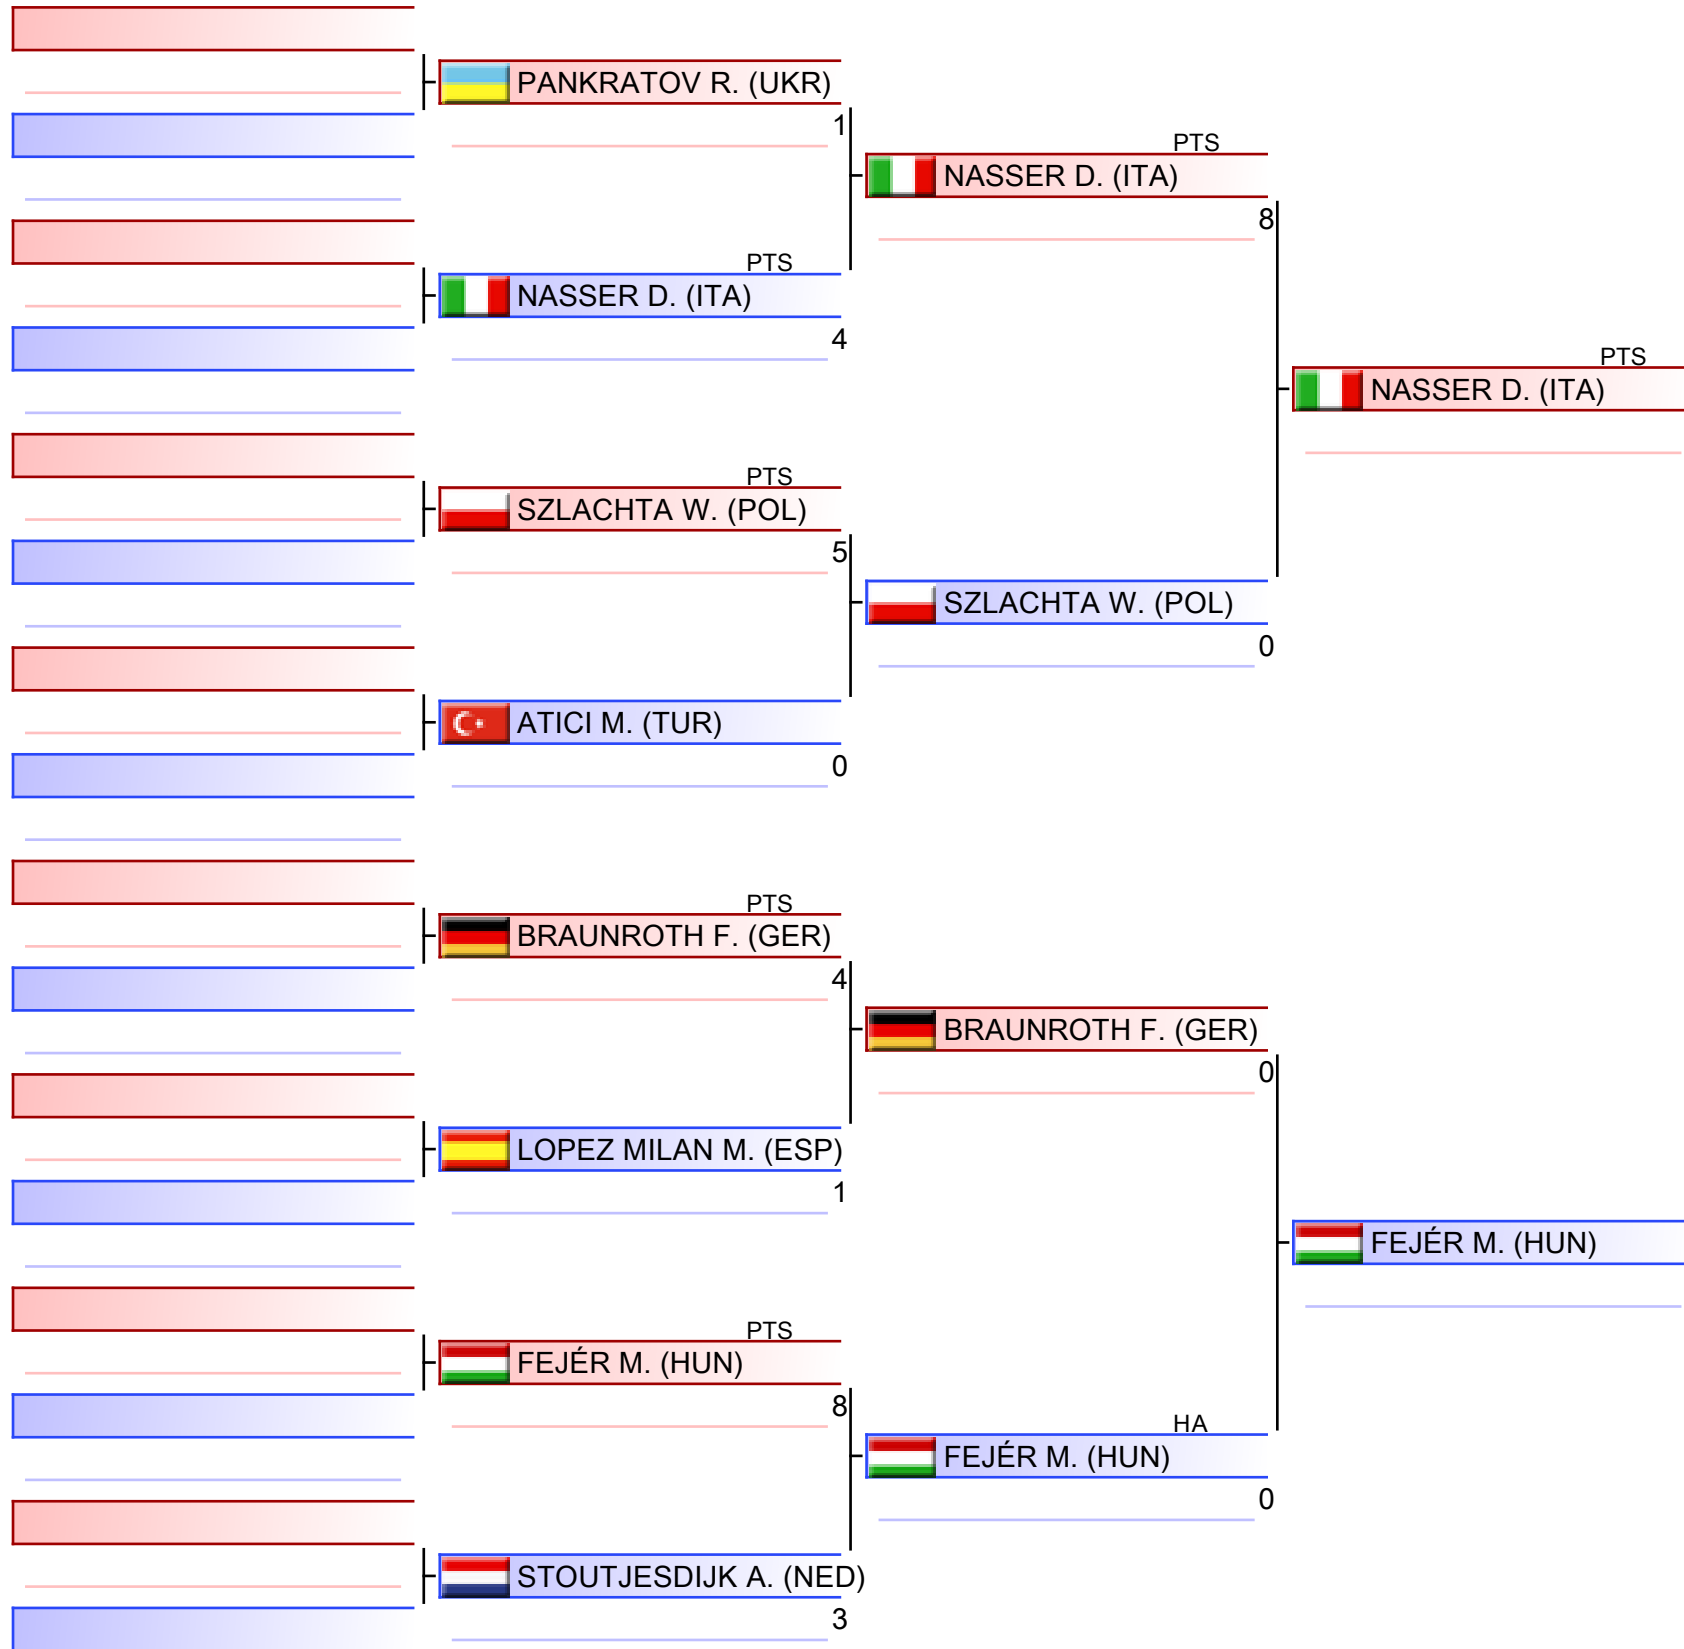 PANKRATOV R. (UKR)
1
PTS
NASSER D. (ITA)
8
PTS
NASSER D. (ITA)
4
PTS
NASSER D. (ITA)
PTS
SZLACHTA W. (POL)
5
SZLACHTA W. (POL)
0
ATICI M. (TUR)
0
PTS
BRAUNROTH F. (GER)
4
BRAUNROTH F. (GER)
0
LOPEZ MILAN M. (ESP)
1
FEJÉR M. (HUN)
PTS
FEJÉR M. (HUN)
8
HA
FEJÉR M. (HUN)
0
STOUTJESDIJK A. (NED)
3